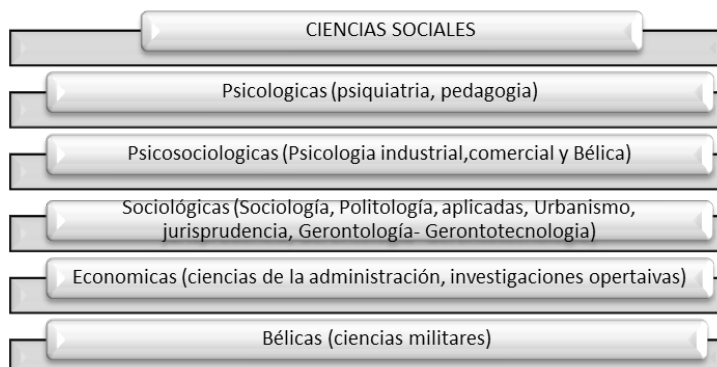 CIENCIAS SOCIALES
Psicologicas (psiquiatria, pedagogia)
Psicosociologicas (Psicologia industrial,comercial y Bélica)
Sociológicas (Sociología, Politología, aplicadas, Urbanismo,
jurisprudencia, Gerontología- Gerontotecnologia)
Economicas (ciencias de la administración, investigaciones opertaivas)
Bélicas (ciencias militares)